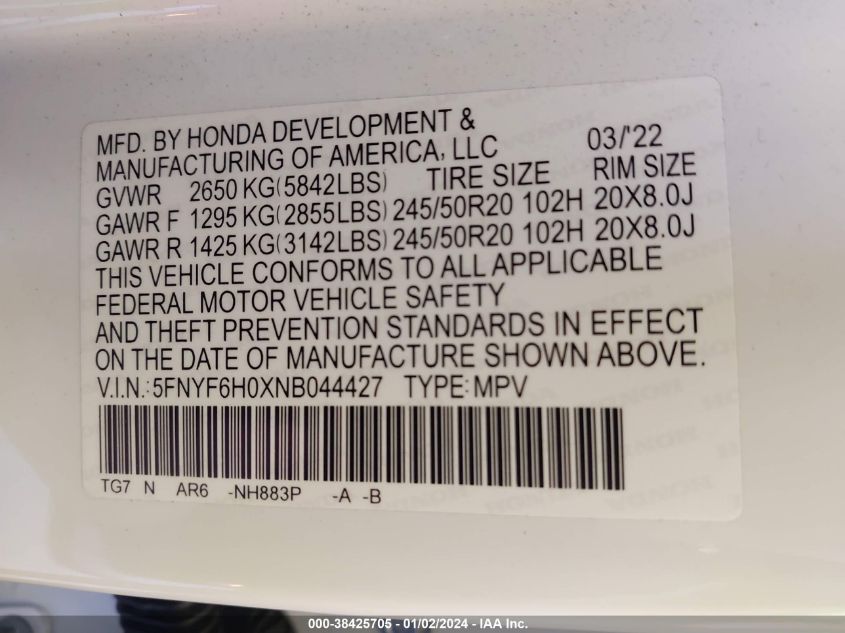 MFD. BY HONDA DEVELOPMENT &
MANUFACTURING OF AMERICA, LLC 03/'22
GVWR 2650 KG(5842LBS) TIRE SIZE RIM SIZE
GAWR F 1295 KG(2855LBS) 245/50R20 102H 20X8.0J
GAWR R 1425 KG(3142LBS) 245/50R20 102H 20X8.0J
THIS VEHICLE CONFORMS TO ALL APPLICABLE
FEDERAL MOTOR VEHICLE SAFETY
AND THEFT PREVENTION STANDARDS IN EFFECT
ON THE DATE OF MANUFACTURE SHOWN ABOVE.
V.I.N.: 5FNYF6H0XNB044427 TYPE: MPV
TG7 N AR6 -NH883P -A -B
000-38425705 - 01/02/2024 - IAA Inc.